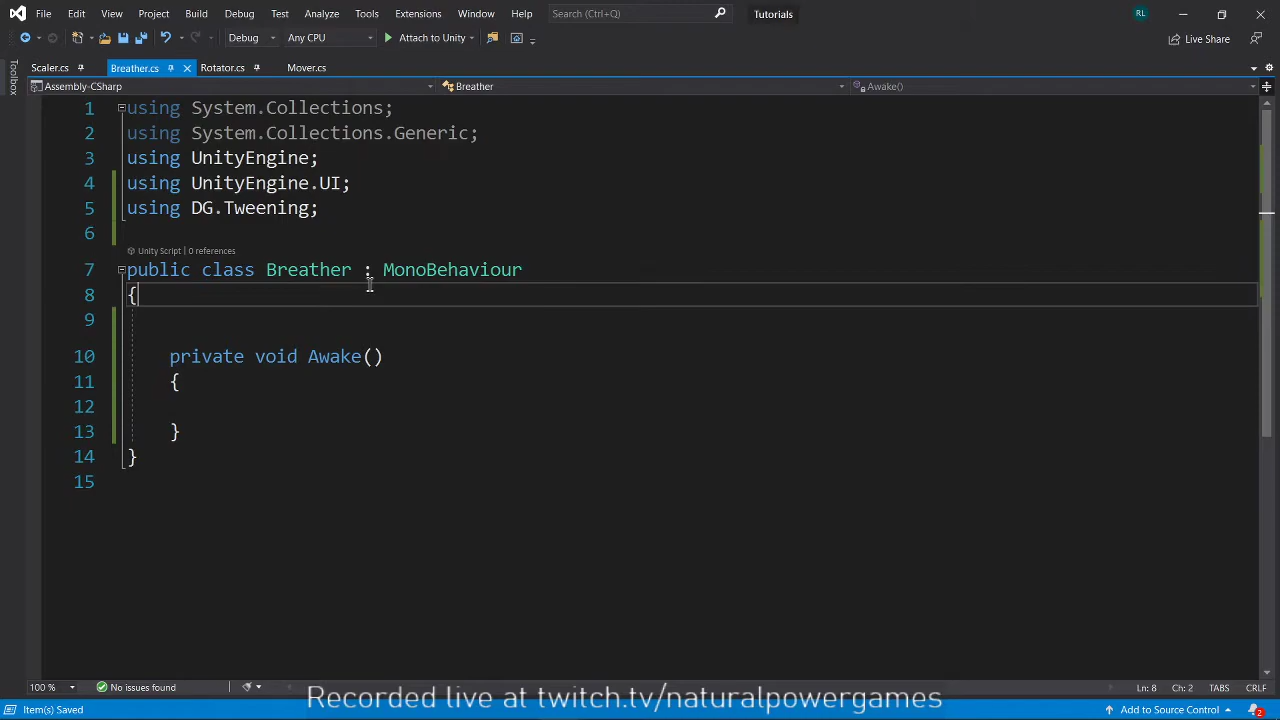 File Edit View Project Build Debug Test Analyze Tools Extensions Window Help Search (Ctrl+Q) Tutorials RL
Debug Any CPU Attach to Unity Live Share
Toolbox
Scaler.cs Breather.cs Rotator.cs Mover.cs
Assembly-CSharp Breather Awake()
1 using System.Collections;
2 using System.Collections.Generic;
3 using UnityEngine;
4 using UnityEngine.UI;
5 using DG.Tweening;
6
Unity Script | 0 references
7 public class Breather : MonoBehaviour
8 {
9
10 private void Awake()
11 {
12
13 }
14 }
15
100 % No issues found Ln: 8 Ch: 2 TABS CRLF
Recorded live at twitch.tv/naturalpowergames
Item(s) Saved Add to Source Control 2